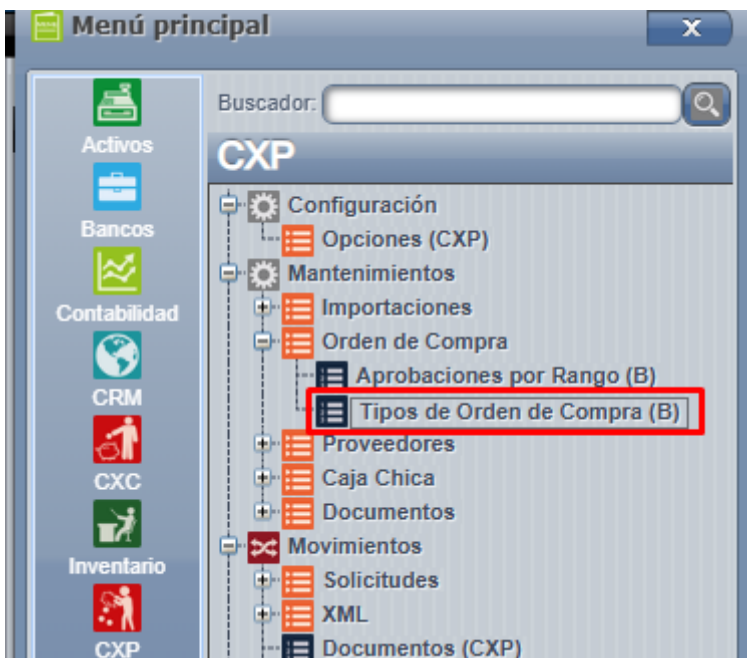 Menú principal
x
Activos
Bancos
Contabilidad
CRM
CXC
Inventario
CXP
Buscador:
CXP
Configuración
Opciones (CXP)
Mantenimientos
Importaciones
Orden de Compra
Aprobaciones por Rango (B)
Tipos de Orden de Compra (B)
Proveedores
Caja Chica
Documentos
Movimientos
Solicitudes
XML
Documentos (CXP)